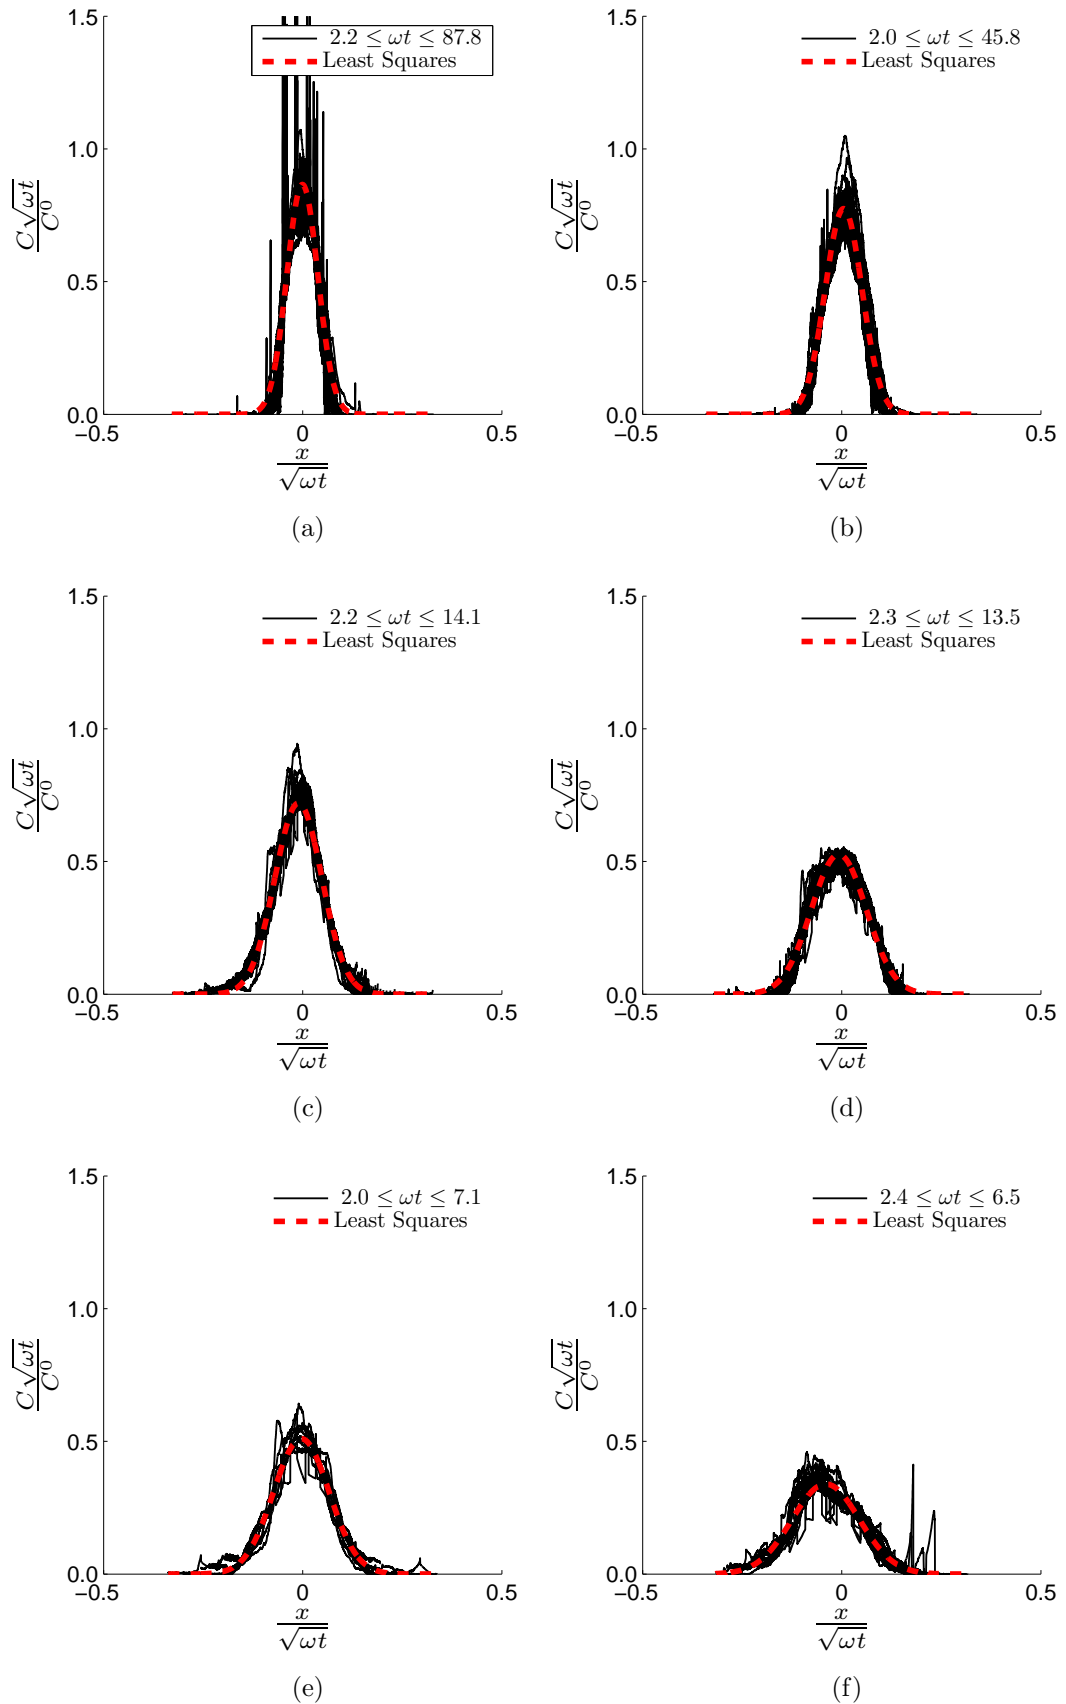 1.5
1.0
0.5
0.0
−0.5
0
0.5
C√ωt
C⁰
x
√ωt
2.2 ≤ ωt ≤ 87.8
Least Squares
(a)
1.5
1.0
0.5
0.0
−0.5
0
0.5
C√ωt
C⁰
x
√ωt
2.0 ≤ ωt ≤ 45.8
Least Squares
(b)
1.5
1.0
0.5
0.0
−0.5
0
0.5
C√ωt
C⁰
x
√ωt
2.2 ≤ ωt ≤ 14.1
Least Squares
(c)
1.5
1.0
0.5
0.0
−0.5
0
0.5
C√ωt
C⁰
x
√ωt
2.3 ≤ ωt ≤ 13.5
Least Squares
(d)
1.5
1.0
0.5
0.0
−0.5
0
0.5
C√ωt
C⁰
x
√ωt
2.0 ≤ ωt ≤ 7.1
Least Squares
(e)
1.5
1.0
0.5
0.0
−0.5
0
0.5
C√ωt
C⁰
x
√ωt
2.4 ≤ ωt ≤ 6.5
Least Squares
(f)